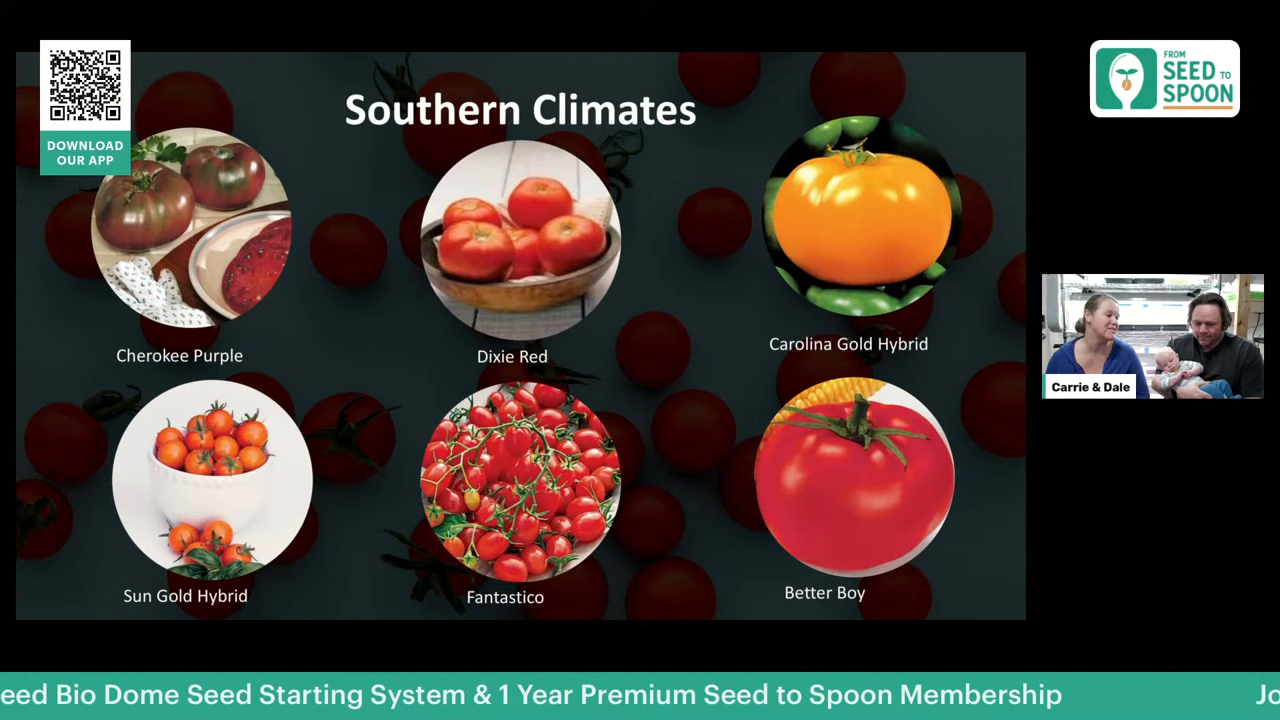 DOWNLOAD
OUR APP
Southern Climates
FROM
SEED TO
SPOON
Cherokee Purple
Dixie Red
Carolina Gold Hybrid
Carrie & Dale
Sun Gold Hybrid
Fantastico
Better Boy
eed Bio Dome Seed Starting System & 1 Year Premium Seed to Spoon Membership
Jo